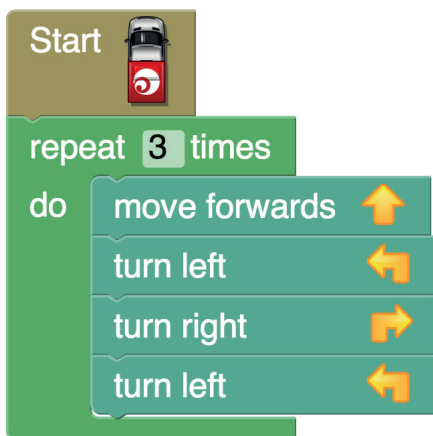 Start
repeat 3 times
do move forwards
turn left
turn right
turn left